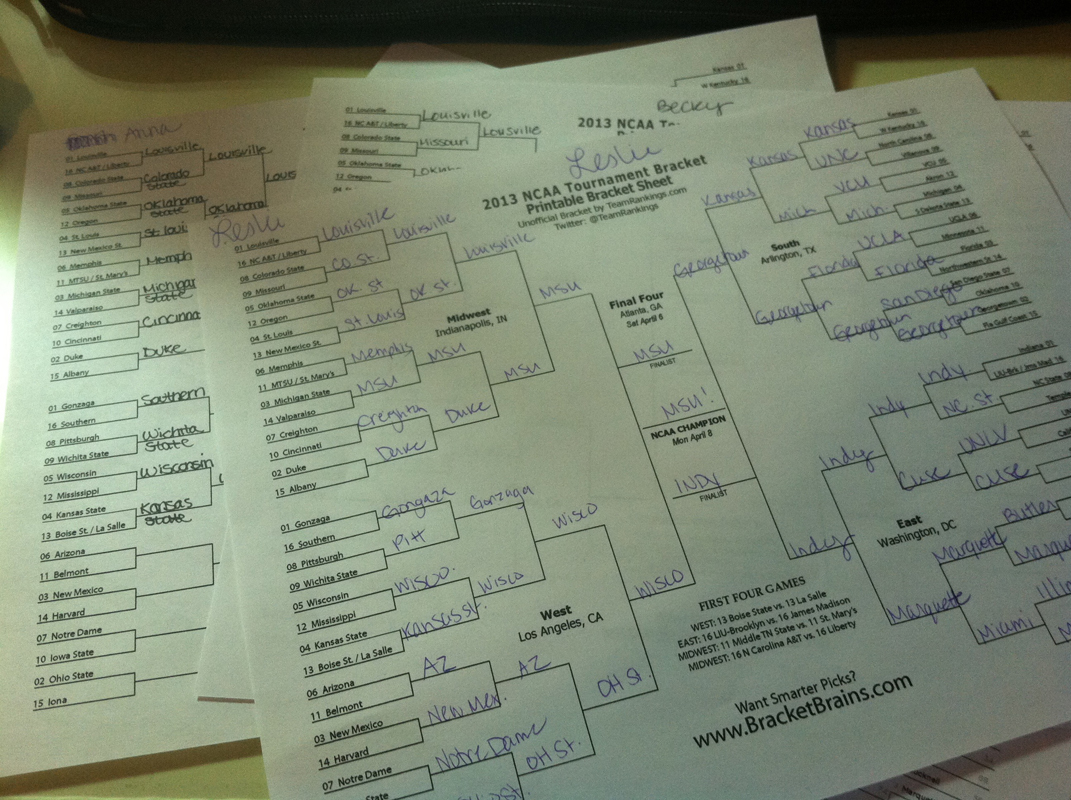 Anna
01 Louisville
16 NC A&T / Liberty
08 Colorado State
09 Missouri
05 Oklahoma State
12 Oregon
04 St. Louis
13 New Mexico St.
06 Memphis
11 MTSU / St. Mary's
03 Michigan State
14 Valparaiso
07 Creighton
10 Cincinnati
02 Duke
15 Albany
01 Gonzaga
16 Southern
08 Pittsburgh
09 Wichita State
05 Wisconsin
12 Mississippi
04 Kansas State
13 Boise St. / La Salle
06 Arizona
11 Belmont
03 New Mexico
14 Harvard
07 Notre Dame
10 Iowa State
02 Ohio State
15 Iona
Louisville
Colorado
State
Oklahoma
State
St. Loui
Memph
Michigan
State
Cincinna
Duke
Southern
Wichita
State
Wisconsin
Kansas
State
Louisville
Oklahoma
Louis
Becky
2013 NCAA
01 Louisville
16 NC A&T / Liberty
08 Colorado State
09 Missouri
05 Oklahoma State
12 Oregon
Louisville
Missouri
Louisville
Kansas 01
W Kentucky 16
Leslie
2013 NCAA Tournament Bracket
Printable Bracket Sheet
Unofficial Bracket by TeamRankings.com
Twitter: @TeamRankings
Leslie
01 Louisville
16 NC A&T / Liberty
08 Colorado State
09 Missouri
05 Oklahoma State
12 Oregon
04 St. Louis
13 New Mexico St.
06 Memphis
11 MTSU / St. Mary's
03 Michigan State
14 Valparaiso
07 Creighton
10 Cincinnati
02 Duke
15 Albany
Louisville
CO St.
OK St
St. Louis
Memphis
MSU
Creighton
Duke
Louisville
OK St.
MSU
Duke
Louisville
MSU
MSU
Midwest
Indianapolis, IN
01 Gonzaga
16 Southern
08 Pittsburgh
09 Wichita State
05 Wisconsin
12 Mississippi
04 Kansas State
13 Boise St. / La Salle
06 Arizona
11 Belmont
03 New Mexico
14 Harvard
07 Notre Dame
State
Gongaza
Pitt
Wisco.
Kansas St.
AZ
New Mex.
Notre Dame
Gonzaga
Wisco
AZ
OH St.
Wisco
OH St.
Wisco
West
Los Angeles, CA
Final Four
Atlanta, GA
Sat April 6
MSU
FINALIST
MSU!
NCAA CHAMPION
Mon April 8
INDY
FINALIST
Georgetown
Kansas
Georgetown
Kansas
Mich
Florida
Georgetown
Kansas
UNC
VCU
Mich.
UCLA
Florida
San Diego
Georgetown
South
Arlington, TX
Kansas 01
W Kentucky 16
North Carolina 08
Villanova 09
VCU 05
Akron 12
Michigan 04
S Dakota State 13
UCLA 06
Minnesota 11
Florida 03
Northwestern St 14
San Diego State 07
Oklahoma 10
Georgetown 02
Fla Gulf Coast 15
Indy
Indy
Marquette
Indy
Cuse
Marquette
Miami
Indy
NC. St
UNLV
Cuse
Butler
East
Washington, DC
Indiana 01
FIRST FOUR GAMES
WEST: 13 Boise State vs. 13 La Salle
EAST: 16 LIU-Brooklyn vs. 16 James Madison
MIDWEST: 11 Middle TN State vs. 11 St. Mary's
MIDWEST: 16 N Carolina A&T vs. 16 Liberty
Want Smarter Picks?
www.BracketBrains.com